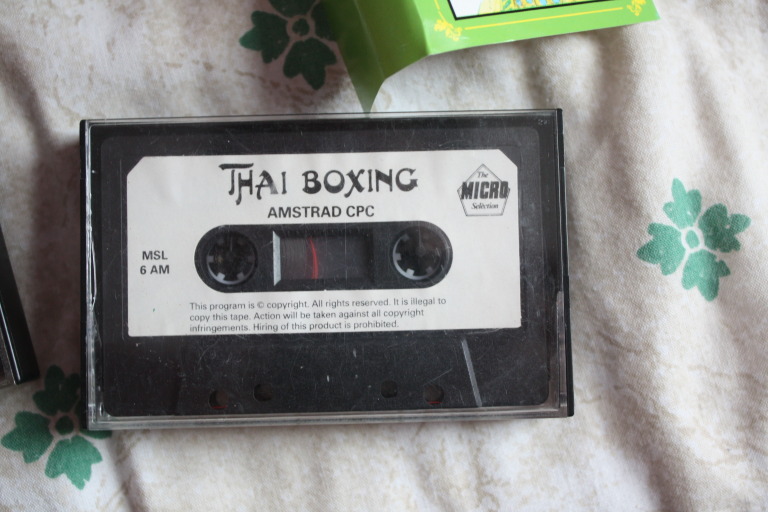 THAI BOXING
AMSTRAD CPC
The
MICRO
Selection
MSL
6 AM
This program is © copyright. All rights reserved. It is illegal to
copy this tape. Action will be taken against all copyright
infringements. Hiring of this product is prohibited.